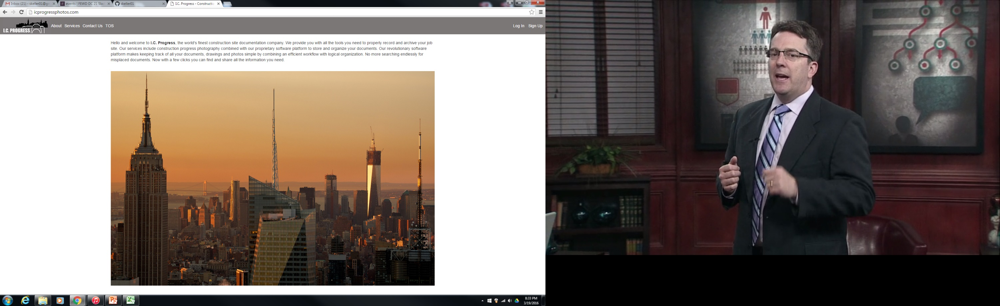 Inbox (21) - skeller01@gm
events | FEWD DC 21 Slac
skeller01
I.C. Progress - Constructio
icprogressphotos.com
I.C. PROGRESS
About Services Contact Us TOS
Log In Sign Up
Hello and welcome to I.C. Progress, the world's finest construction site documentation company. We provide you with all the tools you need to properly record and archive your job
site. Our services include construction progress photography combined with our proprietary software platform to store and organize your documents. Our revolutionary software
platform makes keeping track of all your documents, drawings and photos simple by combining an efficient workflow with logical organization. No more searching endlessly for
misplaced documents. Now with a few clicks you can find and share all the information you need.
8:33 PM
3/19/2016